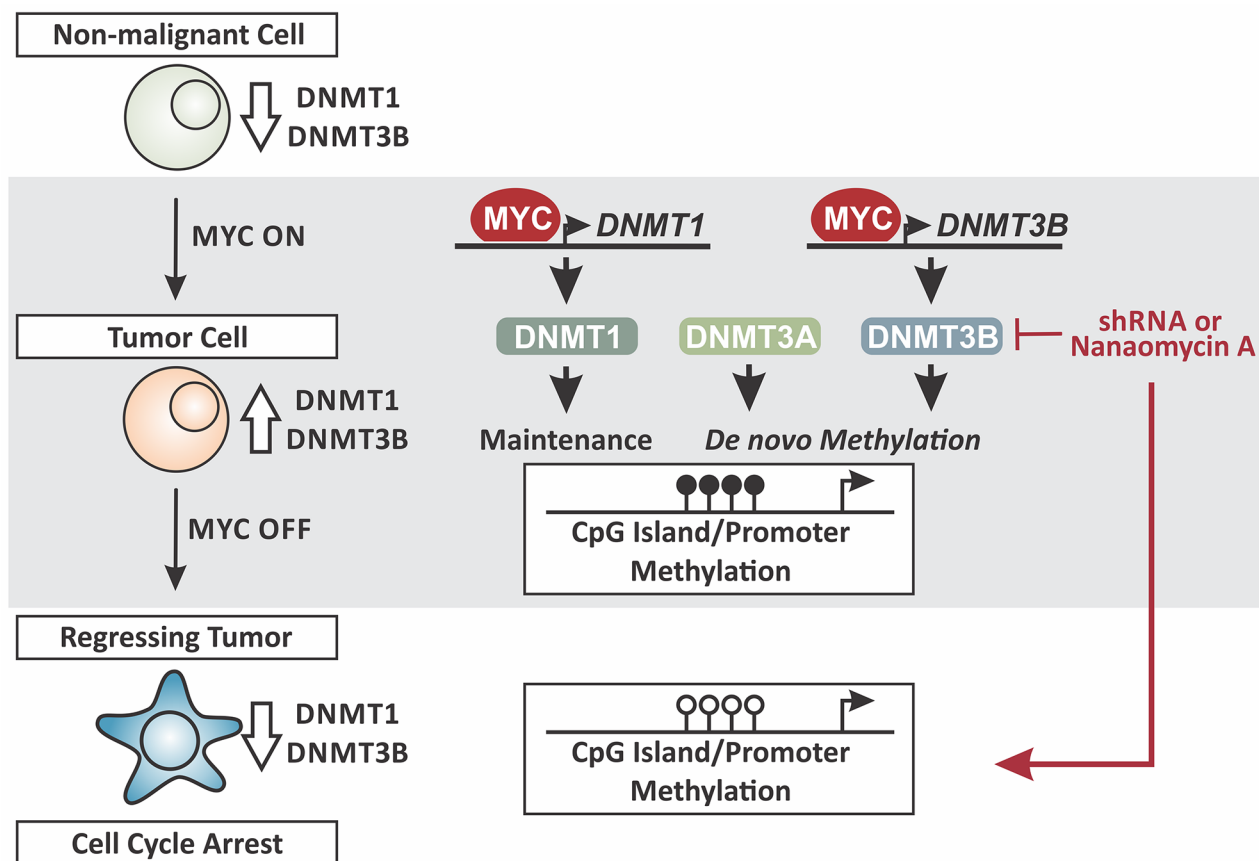 Non-malignant Cell
DNMT1
DNMT3B
MYC ON
MYC
DNMT1
MYC
DNMT3B
Tumor Cell
DNMT1
DNMT3A
DNMT3B
shRNA or
Nanaomycin A
DNMT1
DNMT3B
Maintenance
De novo Methylation
MYC OFF
CpG Island/Promoter
Methylation
Regressing Tumor
DNMT1
DNMT3B
CpG Island/Promoter
Methylation
Cell Cycle Arrest